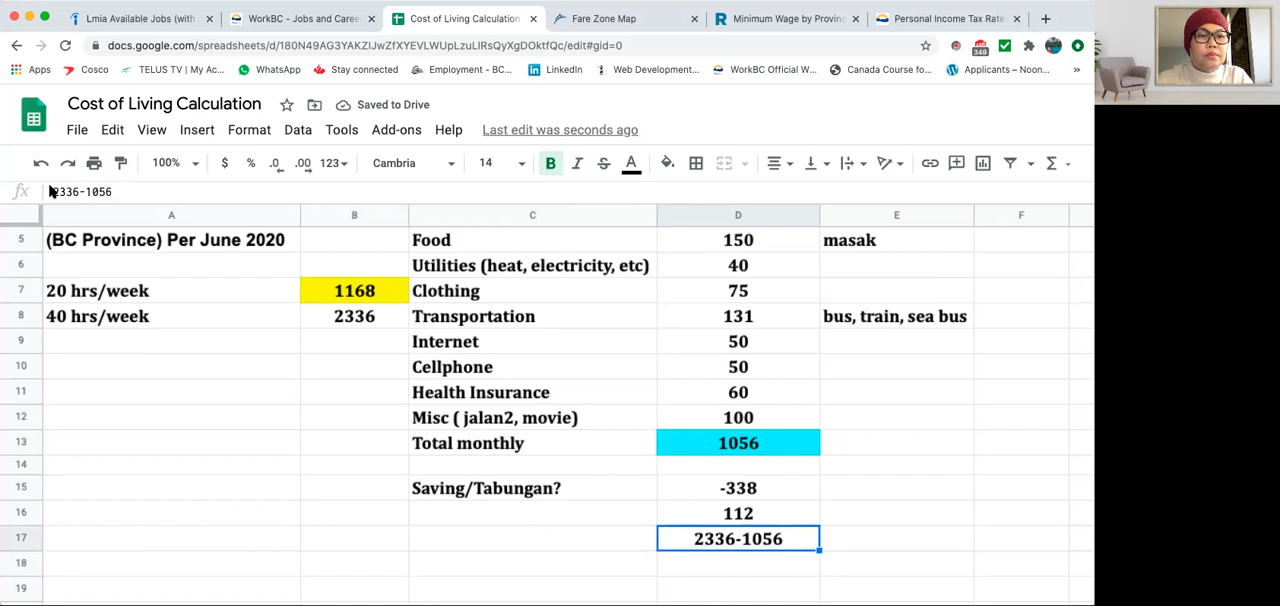 Lmia Available Jobs (with
WorkBC - Jobs and Caree
Cost of Living Calculation
Fare Zone Map
Minimum Wage by Provinc
Personal Income Tax Rate
docs.google.com/spreadsheets/d/180N49AG3YAKZIJwZfXYEVLWUpLzuLlRsQyXgDOktfQc/edit#gid=0
349
Apps
Cosco
TELUS TV | My Ac...
WhatsApp
Stay connected
Employment - BC...
LinkedIn
Web Development...
WorkBC Official W...
Canada Course fo...
Applicants – Noon...
»
Cost of Living Calculation
Saved to Drive
File Edit View Insert Format Data Tools Add-ons Help Last edit was seconds ago
100% $ % .0 .00 123 Cambria 14 B I S A Σ
fx 2336-1056
A B C D E F
5 (BC Province) Per June 2020 Food 150 masak
6 Utilities (heat, electricity, etc) 40
7 20 hrs/week 1168 Clothing 75
8 40 hrs/week 2336 Transportation 131 bus, train, sea bus
9 Internet 50
10 Cellphone 50
11 Health Insurance 60
12 Misc ( jalan2, movie) 100
13 Total monthly 1056
14
15 Saving/Tabungan? -338
16 112
17 2336-1056
18
19